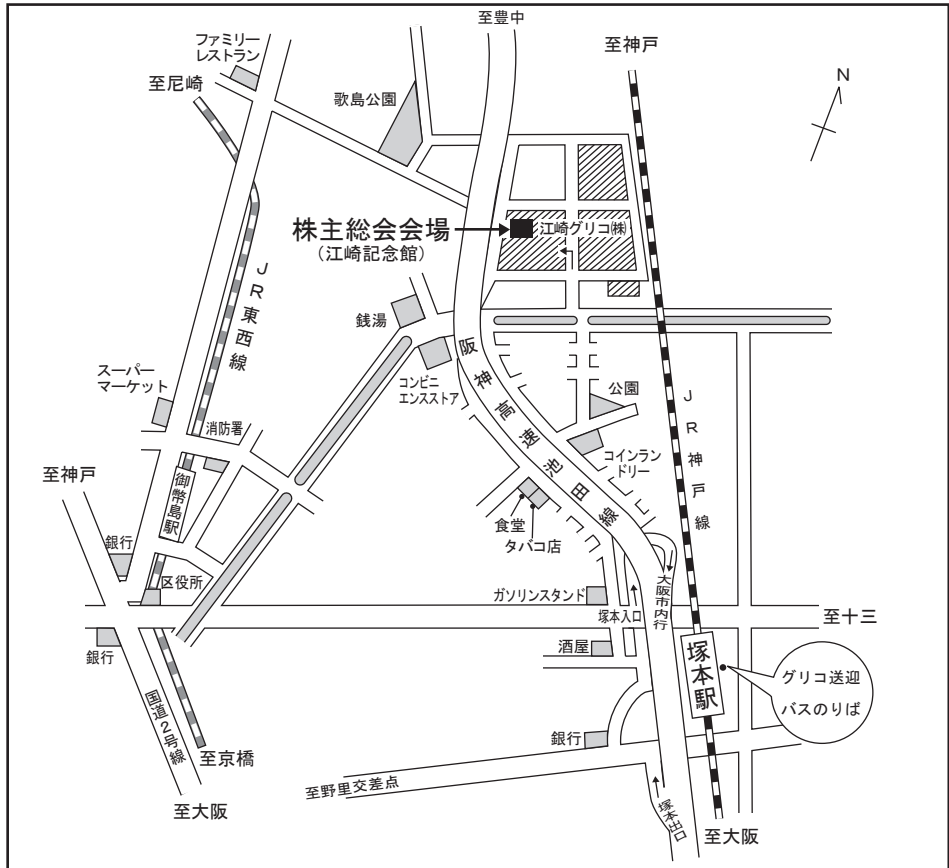 至豊中
ファミリー
レストラン
至神戸
至尼崎
N
歌島公園
株主総会会場
(江崎記念館)
江崎グリコ㈱
JR東西線
銭湯
阪神高速池田線
コンビニ
エンスストア
スーパー
マーケット
公園
JR神戸線
消防署
コインラン
ドリー
至神戸
御幣島駅
食堂
タバコ店
銀行
区役所
ガソリンスタンド
塚本入口
大阪市内行
至十三
銀行
酒屋
塚本駅
グリコ送迎
バスのりば
国道2号線
銀行
至京橋
至野里交差点
至大阪
塚本出口
至大阪